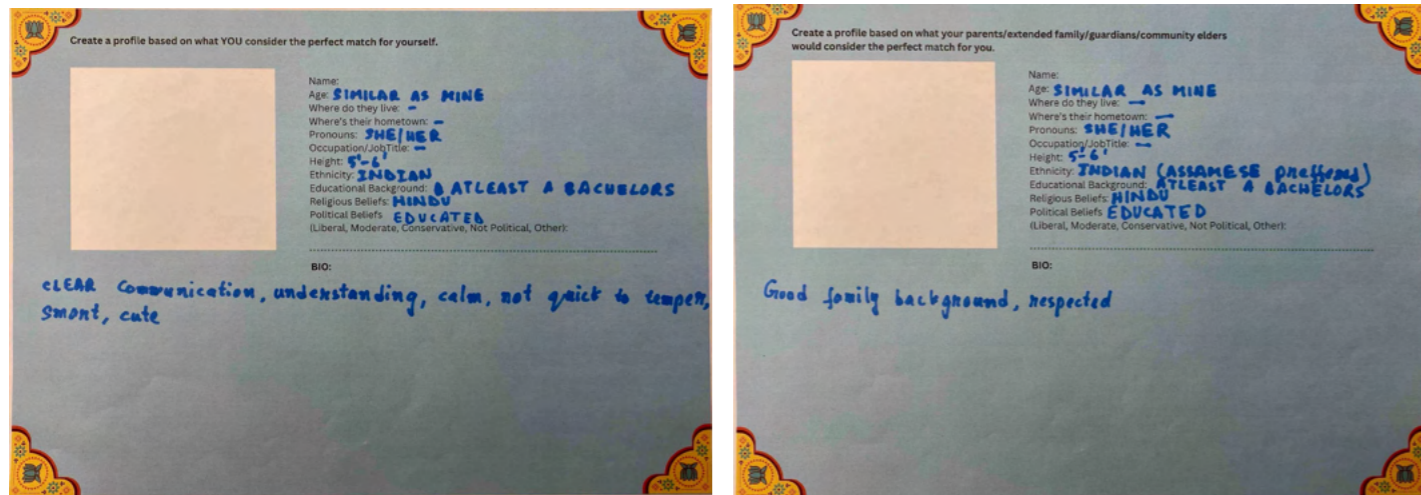 Create a profile based on what YOU consider the perfect match for yourself.
Name:
Age: SIMILAR AS MINE
Where do they live: -
Where's their hometown: -
Pronouns: SHE/HER
Occupation/JobTitle: -
Height: 5'-6'
Ethnicity: INDIAN
Educational Background: ATLEAST A BACHELORS
Religious Beliefs: HINDU
Political Beliefs EDUCATED
(Liberal, Moderate, Conservative, Not Political, Other):
BIO:
CLEAR Communication, understanding, calm, not quick to temper,
smart, cute
Create a profile based on what your parents/extended family/guardians/community elders
would consider the perfect match for you.
Name:
Age: SIMILAR AS MINE
Where do they live: -
Where's their hometown: -
Pronouns: SHE/HER
Occupation/JobTitle: -
Height: 5'-6'
Ethnicity: INDIAN (ASSAMESE preffered)
Educational Background: ATLEAST A BACHELORS
Religious Beliefs: HINDU
Political Beliefs EDUCATED
(Liberal, Moderate, Conservative, Not Political, Other):
BIO:
Good family background, respected